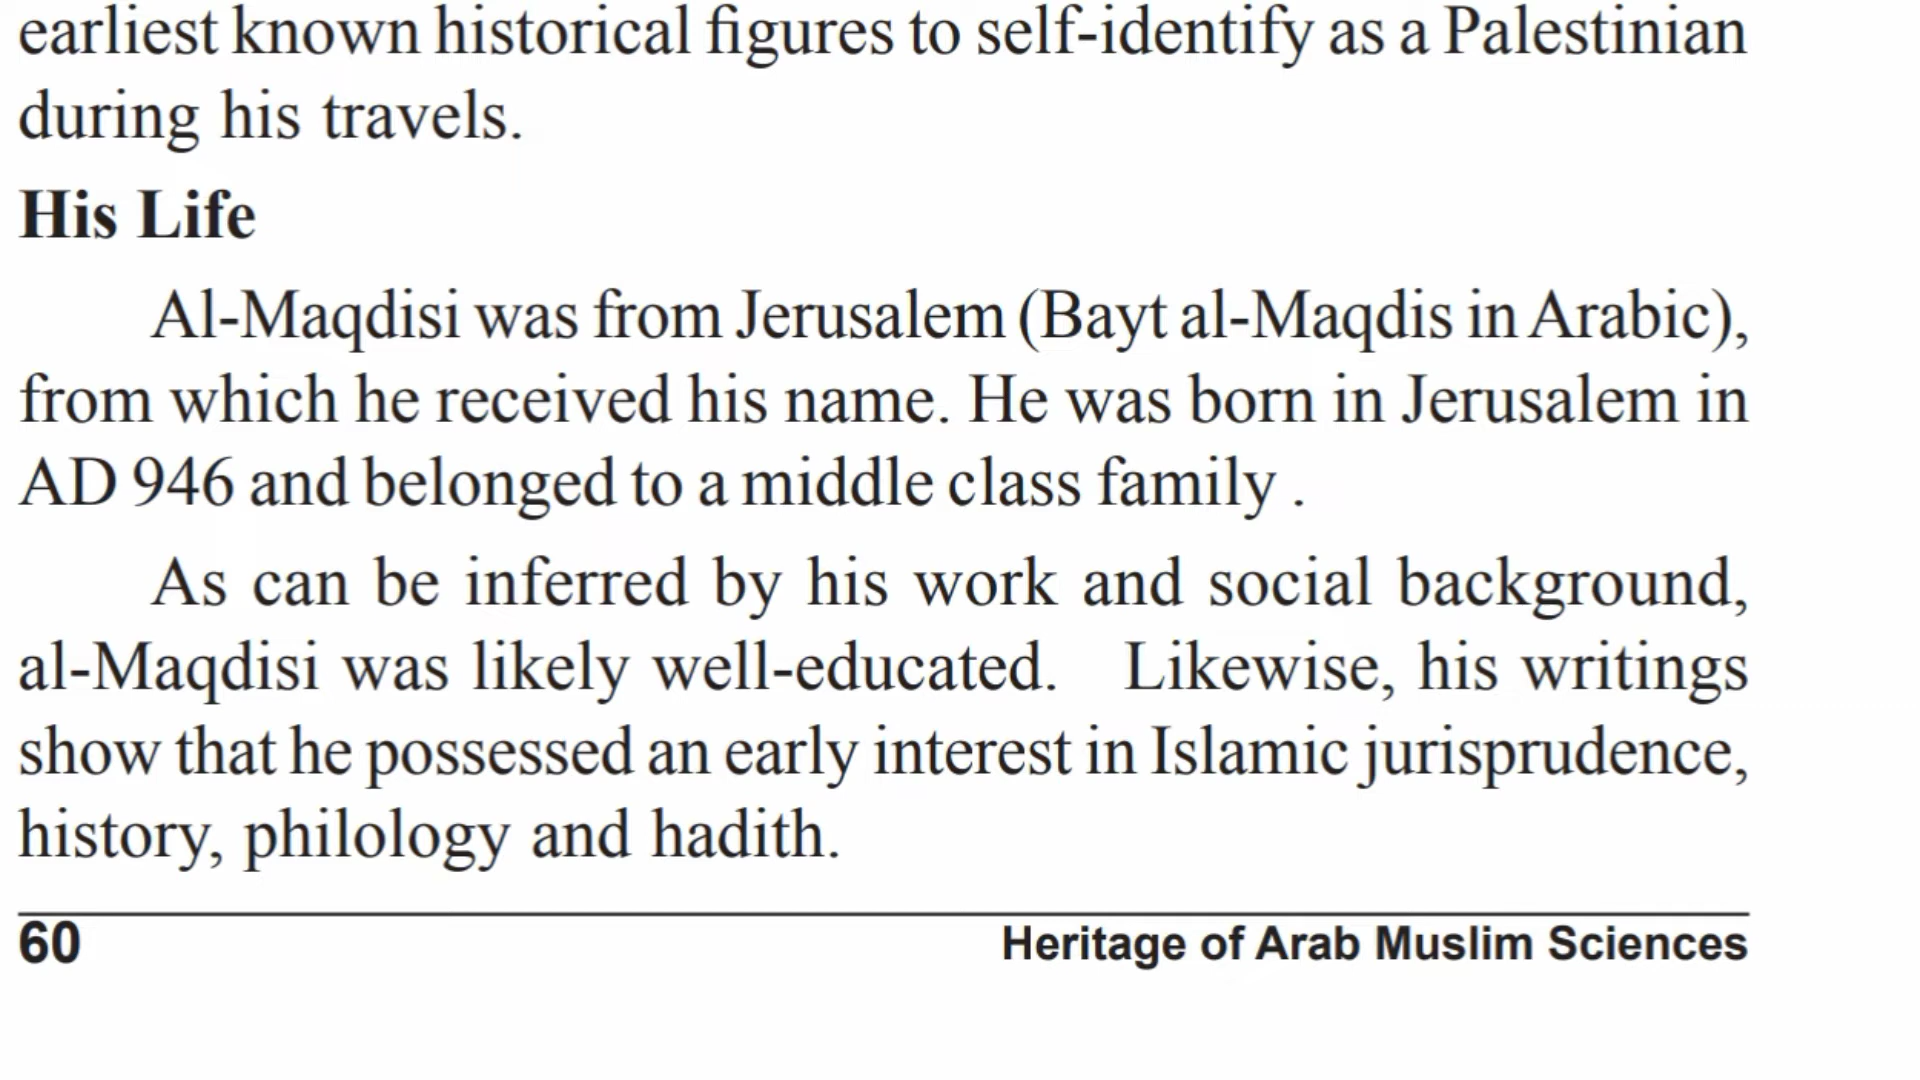 earliest known historical figures to self-identify as a Palestinian
during his travels.
His Life
Al-Maqdisi was from Jerusalem (Bayt al-Maqdis in Arabic),
from which he received his name. He was born in Jerusalem in
AD 946 and belonged to a middle class family .
As can be inferred by his work and social background,
al-Maqdisi was likely well-educated. Likewise, his writings
show that he possessed an early interest in Islamic jurisprudence,
history, philology and hadith.
60 Heritage of Arab Muslim Sciences